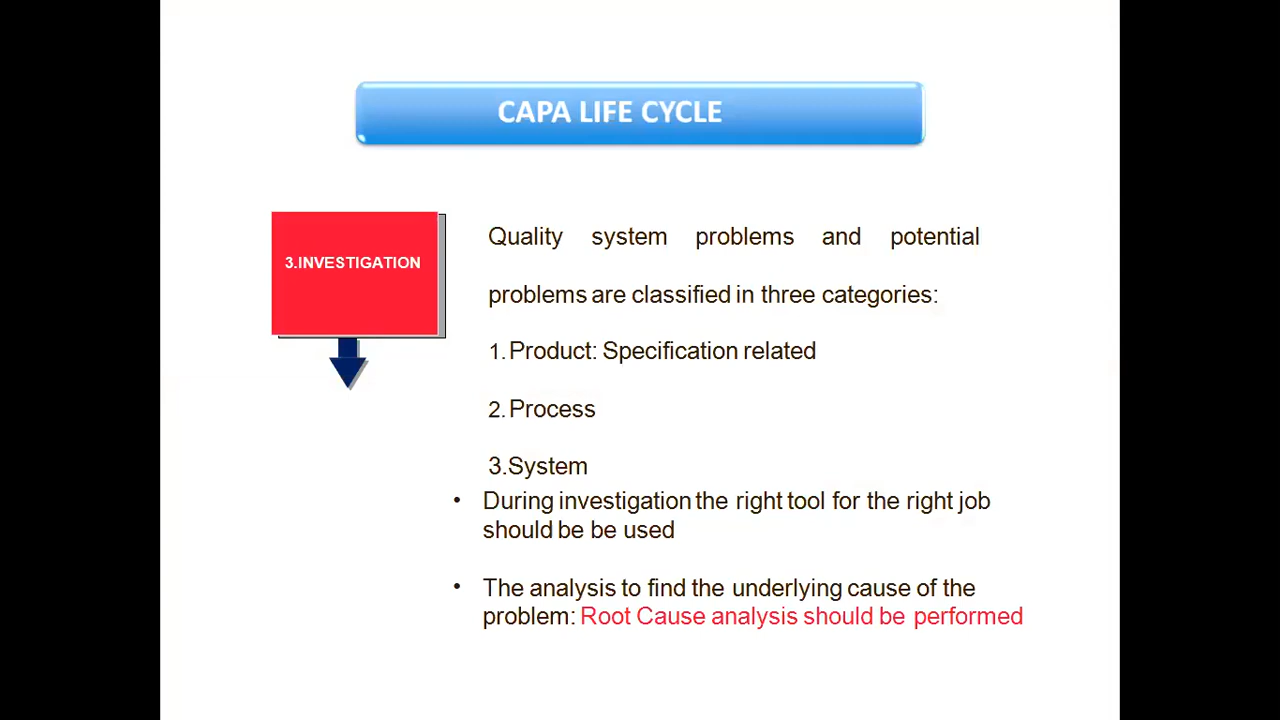 CAPA LIFE CYCLE
3.INVESTIGATION
Quality system problems and potential
problems are classified in three categories:
1.Product: Specification related
2.Process
3.System
• During investigation the right tool for the right job
should be be used
• The analysis to find the underlying cause of the
problem: Root Cause analysis should be performed